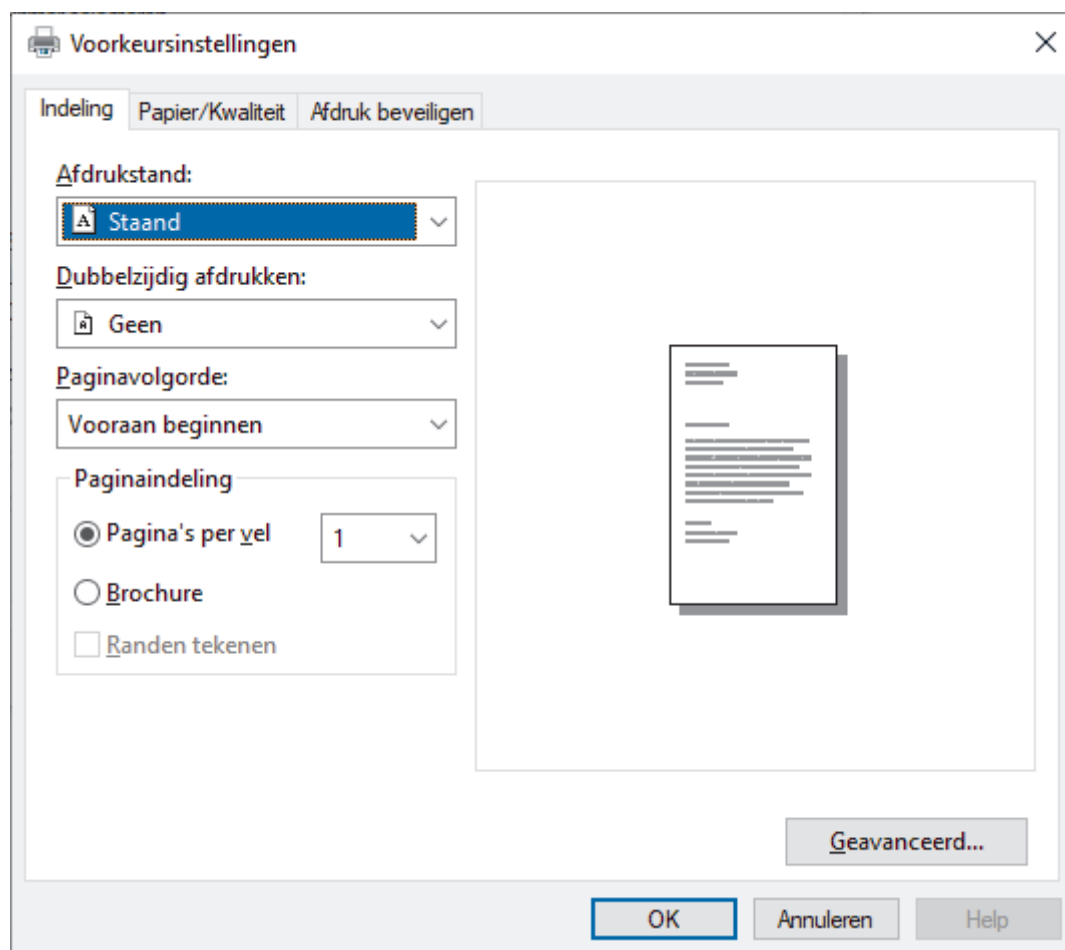 Voorkeursinstellingen
Indeling Papier/Kwaliteit Afdruk beveiligen
Afdrukstand:
Staand
Dubbelzijdig afdrukken:
Geen
Paginavolgorde:
Vooraan beginnen
Paginaindeling
Pagina's per vel 1
Brochure
Randen tekenen
Geavanceerd...
OK Annuleren Help